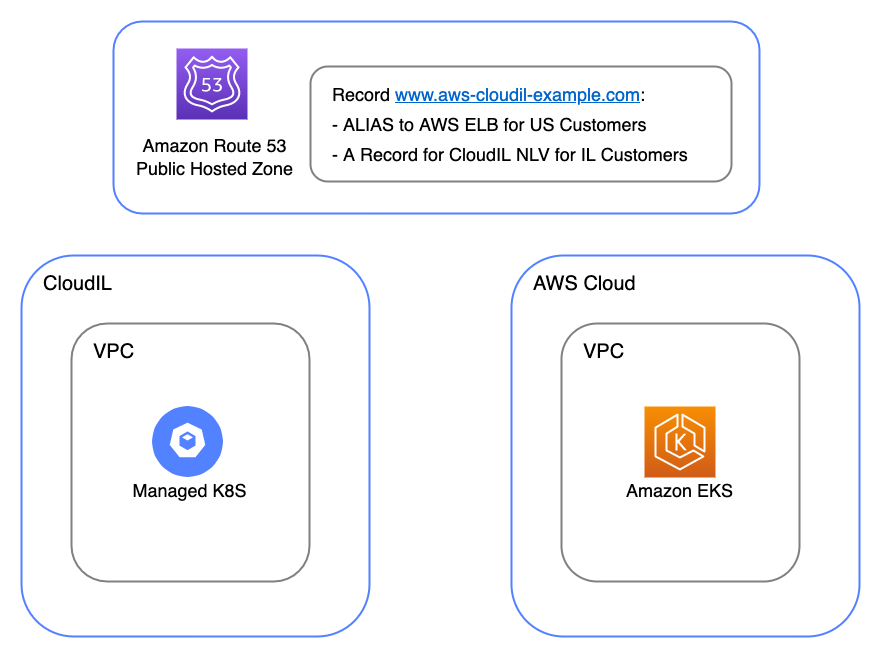 53
Amazon Route 53
Public Hosted Zone
Record www.aws-cloudil-example.com:
- ALIAS to AWS ELB for US Customers
- A Record for CloudIL NLV for IL Customers
CloudIL
VPC
Managed K8S
AWS Cloud
VPC
K
Amazon EKS